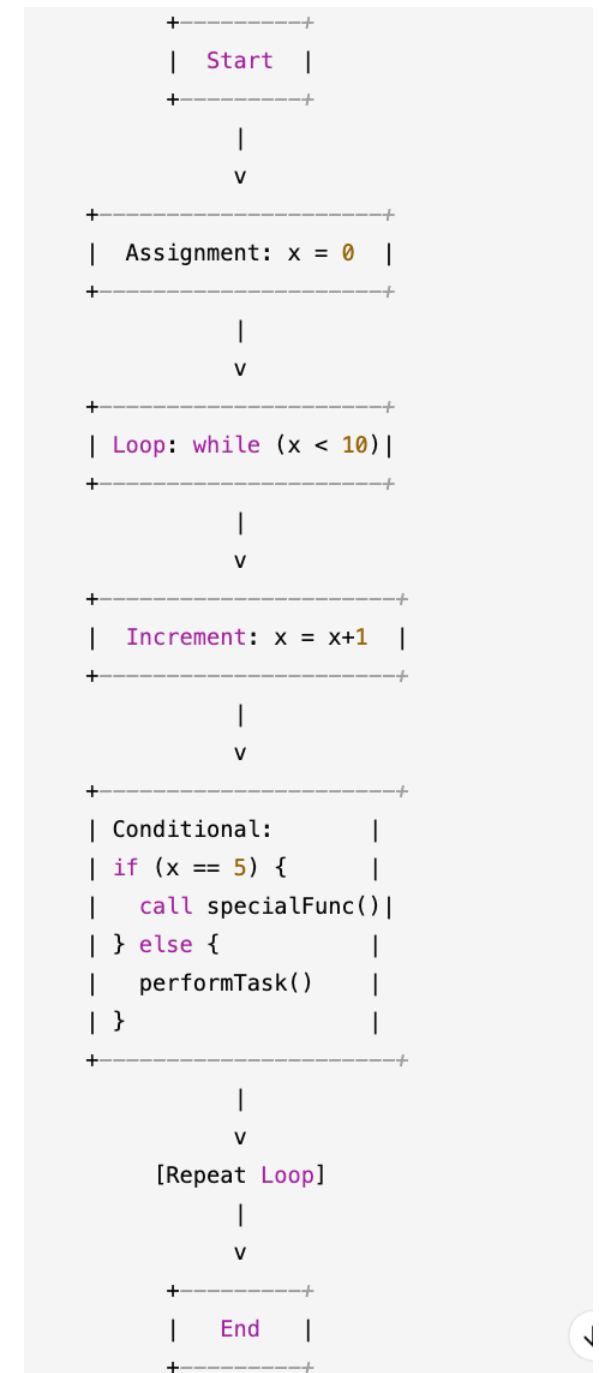 +---------+
|  Start  |
+---------+
|
v
+---------------------+
|  Assignment: x = 0  |
+---------------------+
|
v
+---------------------+
| Loop: while (x < 10)|
+---------------------+
|
v
+----------------------+
|  Increment: x = x+1  |
+----------------------+
|
v
+----------------------+
| Conditional:       |
| if (x == 5) {      |
|   call specialFunc()|
| } else {           |
|   performTask()    |
| }                  |
+----------------------+
|
v
[Repeat Loop]
|
v
+---------+
|   End   |
+---------+